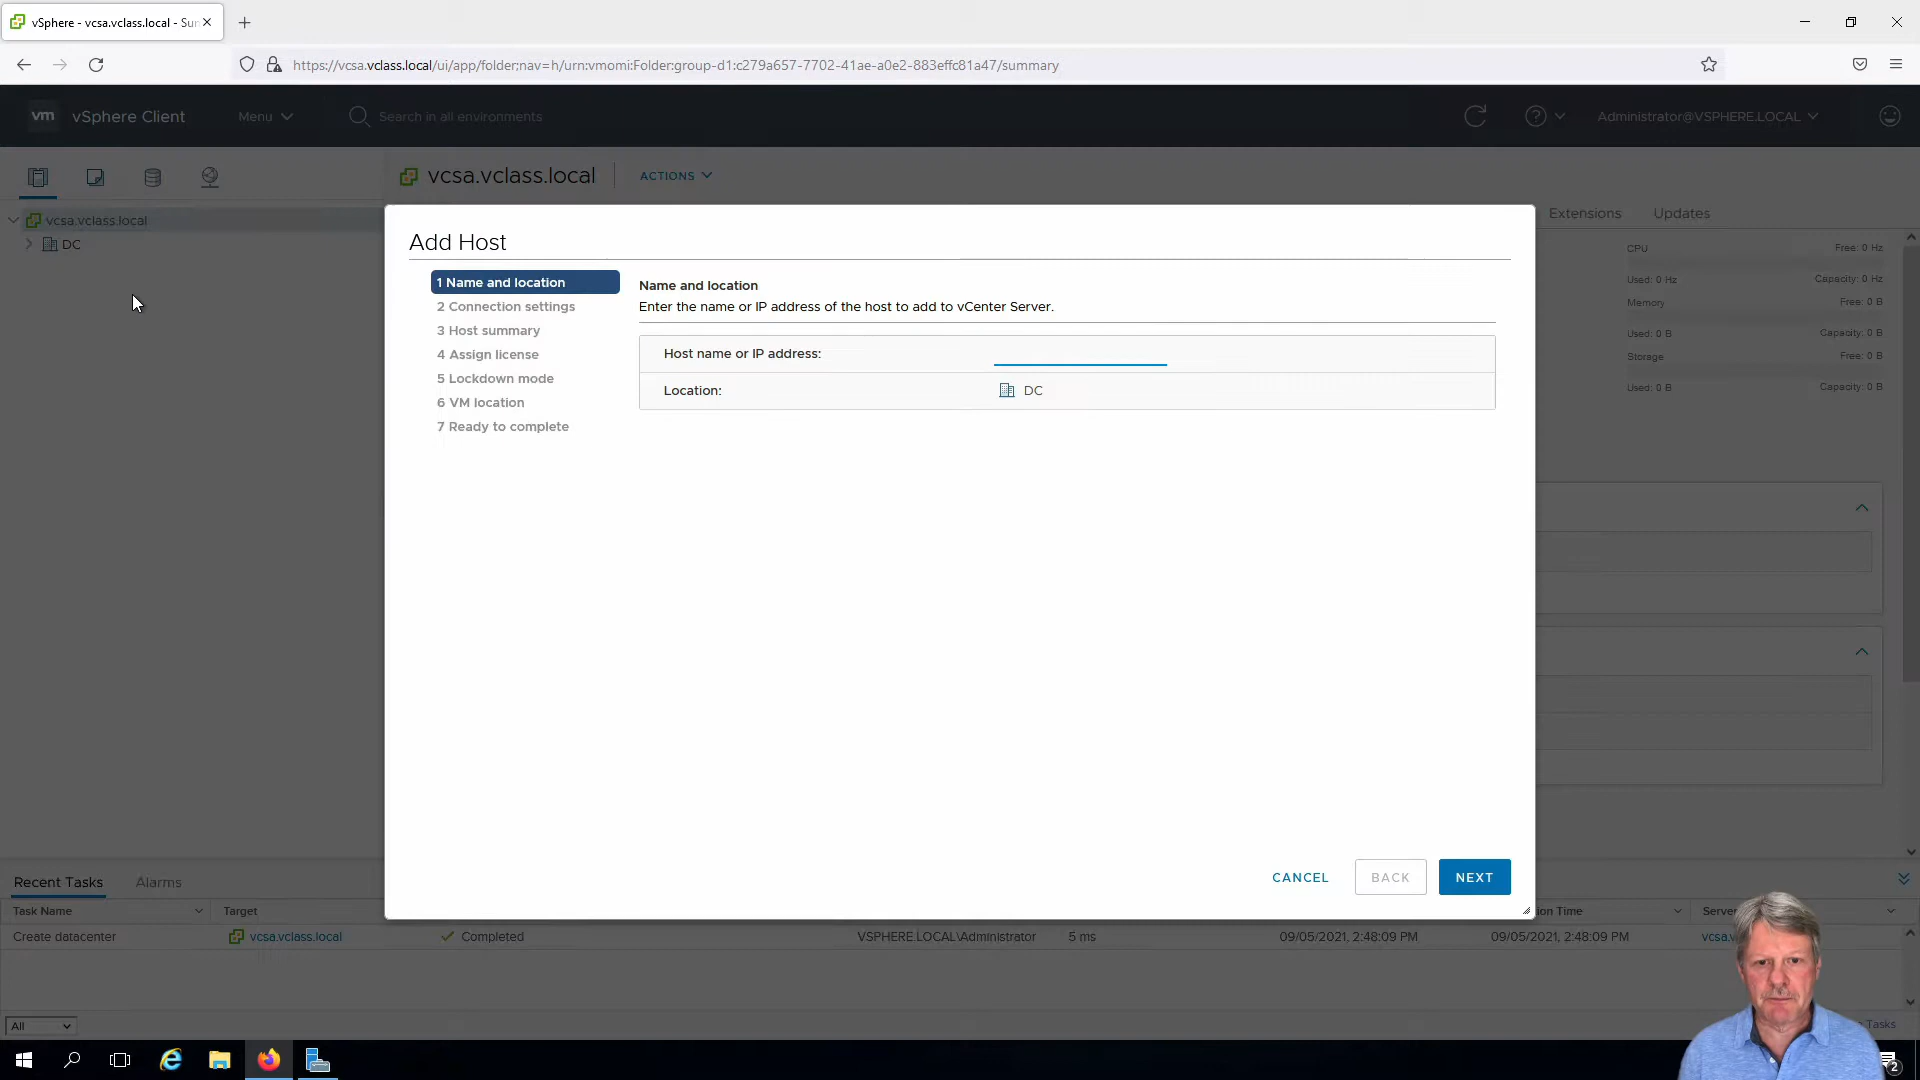 vSphere - vcsa.vclass.local - Su
https://vcsa.vclass.local/ui/app/folder;nav=h/urn:vmomi:Folder:group-d1:c279a657-7702-41ae-a0e2-883effc81a47/summary
vm vSphere Client Menu Search in all environments Administrator@VSPHERE.LOCAL
vcsa.vclass.local ACTIONS
vcsa.vclass.local
DC
Extensions Updates
CPU Free: 0 Hz
Used: 0 Hz Capacity: 0 Hz
Memory Free: 0 B
Used: 0 B Capacity: 0 B
Storage Free: 0 B
Used: 0 B Capacity: 0 B
Add Host
1 Name and location
2 Connection settings
3 Host summary
4 Assign license
5 Lockdown mode
6 VM location
7 Ready to complete
Name and location
Enter the name or IP address of the host to add to vCenter Server.
Host name or IP address:
Location: DC
CANCEL BACK NEXT
Recent Tasks Alarms
Task Name Target ion Time Serve
Create datacenter vcsa.vclass.local Completed VSPHERE.LOCAL\Administrator 5 ms 09/05/2021, 2:48:09 PM 09/05/2021, 2:48:09 PM vcsa.v
All Tasks
2